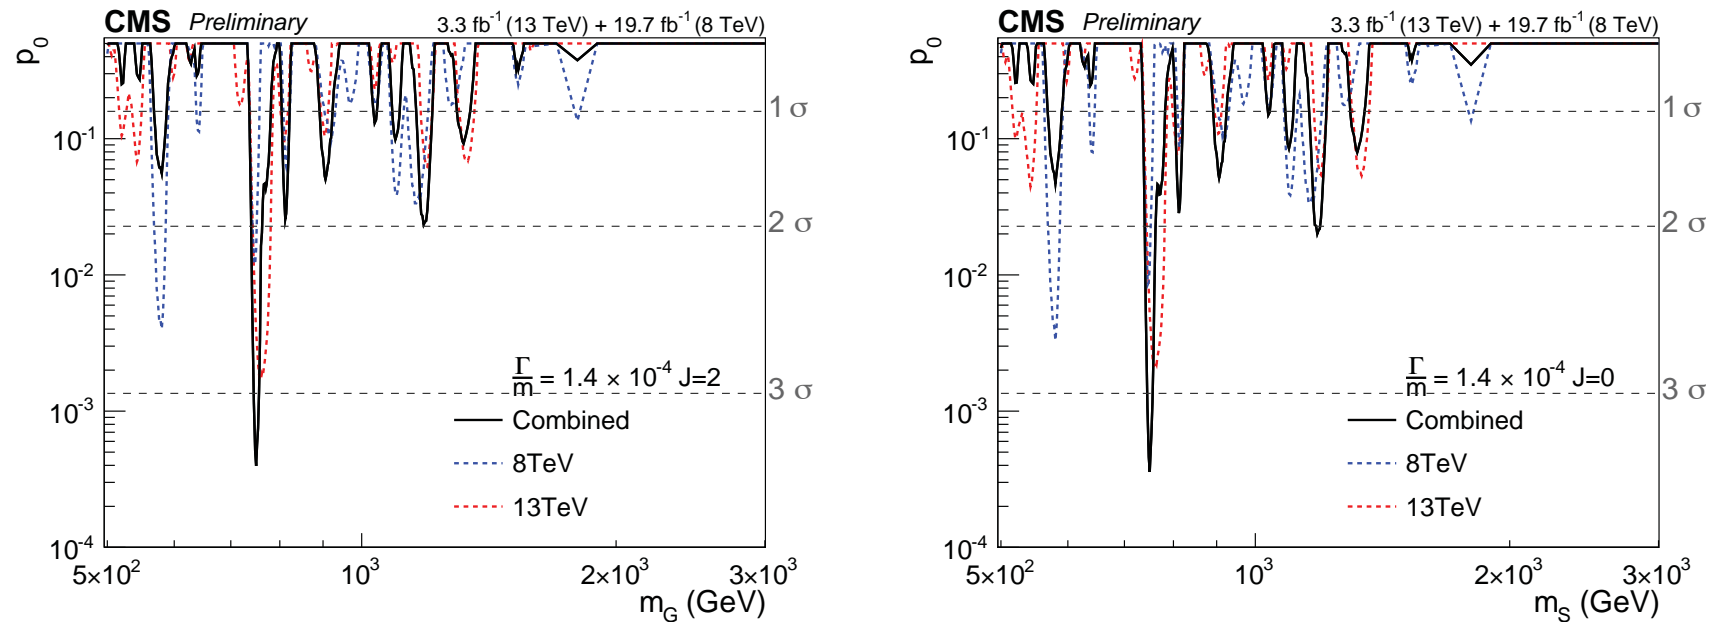 CMS Preliminary 3.3 fb⁻¹ (13 TeV) + 19.7 fb⁻¹ (8 TeV)
p₀
10⁻¹
10⁻²
10⁻³
10⁻⁴
1 σ
2 σ
3 σ
Γ/m = 1.4 × 10⁻⁴ J=2
Combined
8TeV
13TeV
5×10² 10³ 2×10³ 3×10³
m_G (GeV)
CMS Preliminary 3.3 fb⁻¹ (13 TeV) + 19.7 fb⁻¹ (8 TeV)
p₀
10⁻¹
10⁻²
10⁻³
10⁻⁴
1 σ
2 σ
3 σ
Γ/m = 1.4 × 10⁻⁴ J=0
Combined
8TeV
13TeV
5×10² 10³ 2×10³ 3×10³
m_S (GeV)